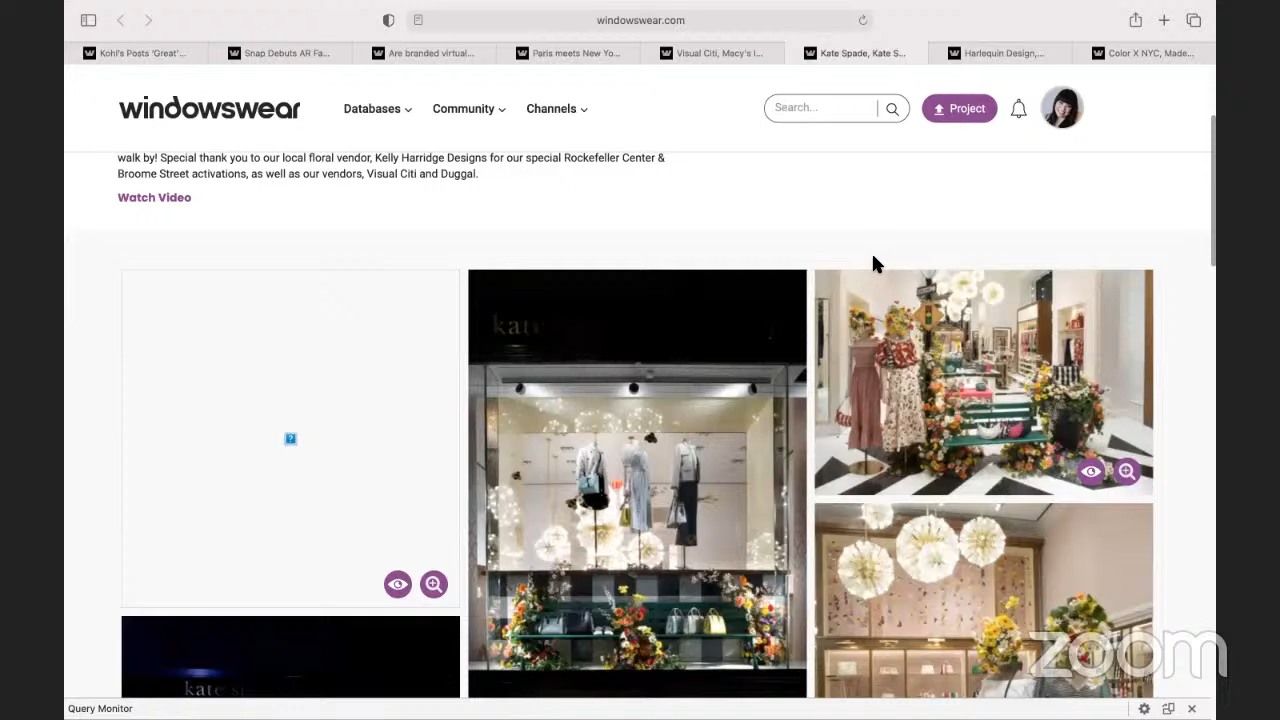 windowswear.com
Kohl's Posts 'Great'...
Snap Debuts AR Fa...
Are branded virtual...
Paris meets New Yo...
Visual Citi, Macy's I...
Kate Spade, Kate S...
Harlequin Design,...
Color X NYC, Made...
windowswear
Databases
Community
Channels
Search...
Project
walk by! Special thank you to our local floral vendor, Kelly Harridge Designs for our special Rockefeller Center &
Broome Street activations, as well as our vendors, Visual Citi and Duggal.
Watch Video
kate
kate s
zoom
Query Monitor